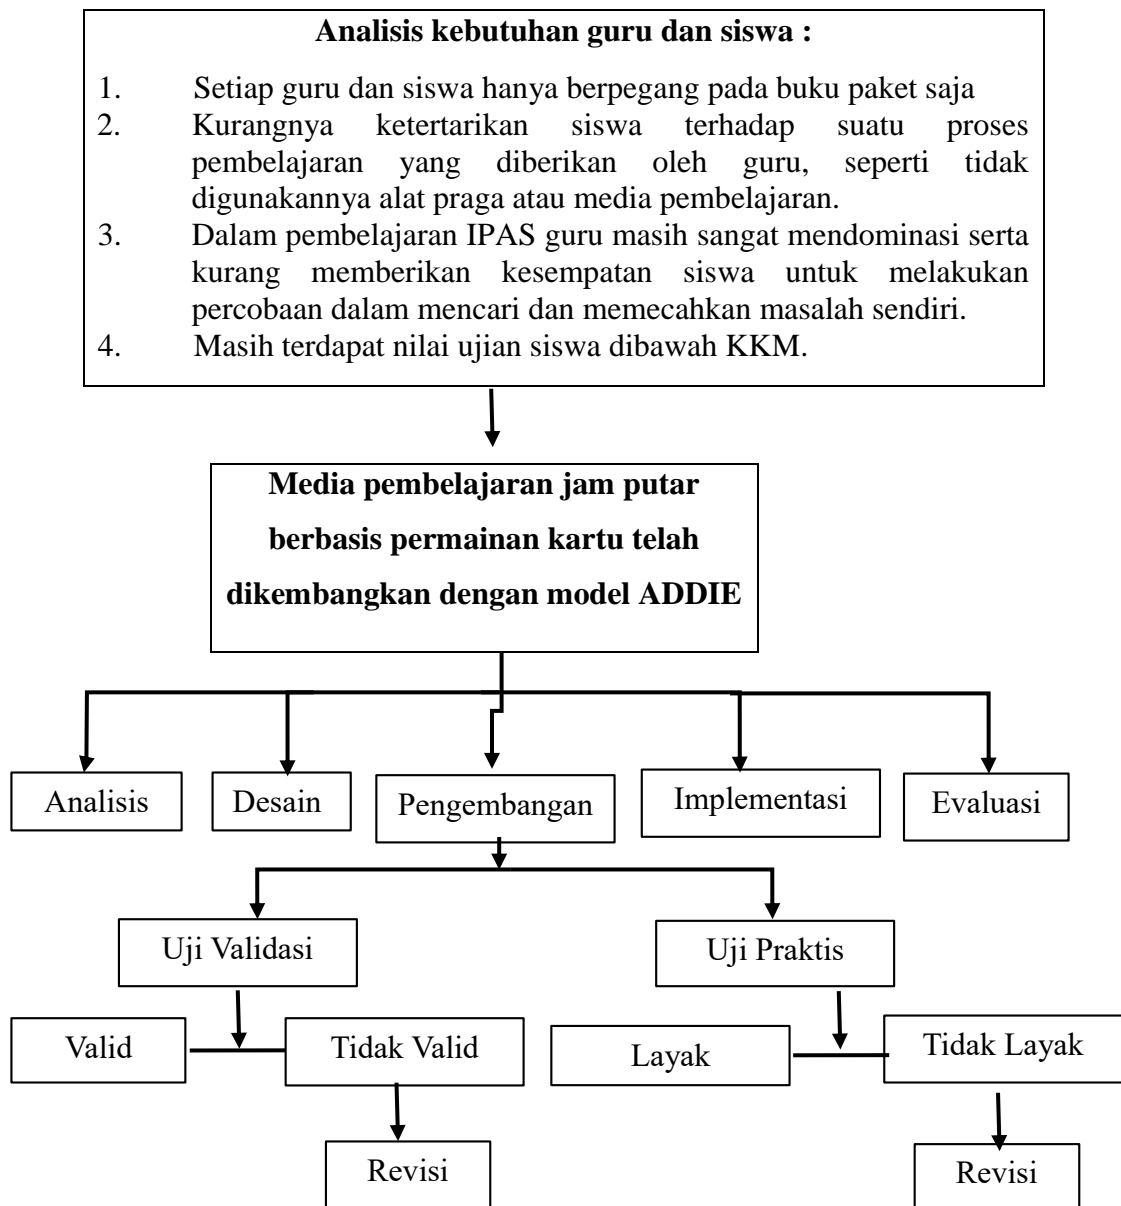 Analisis kebutuhan guru dan siswa :
1. Setiap guru dan siswa hanya berpegang pada buku paket saja
2. Kurangnya ketertarikan siswa terhadap suatu proses
pembelajaran yang diberikan oleh guru, seperti tidak
digunakannya alat praga atau media pembelajaran.
3. Dalam pembelajaran IPAS guru masih sangat mendominasi serta
kurang memberikan kesempatan siswa untuk melakukan
percobaan dalam mencari dan memecahkan masalah sendiri.
4. Masih terdapat nilai ujian siswa dibawah KKM.
Media pembelajaran jam putar
berbasis permainan kartu telah
dikembangkan dengan model ADDIE
Analisis
Desain
Pengembangan
Implementasi
Evaluasi
Uji Validasi
Uji Praktis
Valid
Tidak Valid
Layak
Tidak Layak
Revisi
Revisi